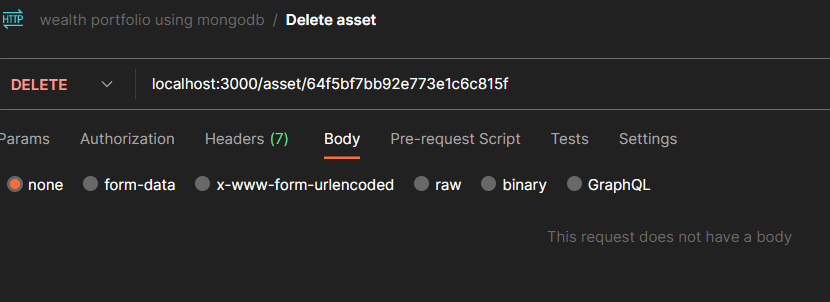 HTTP wealth portfolio using mongodb / Delete asset
DELETE localhost:3000/asset/64f5bf7bb92e773e1c6c815f
Params Authorization Headers (7) Body Pre-request Script Tests Settings
none form-data x-www-form-urlencoded raw binary GraphQL
This request does not have a body